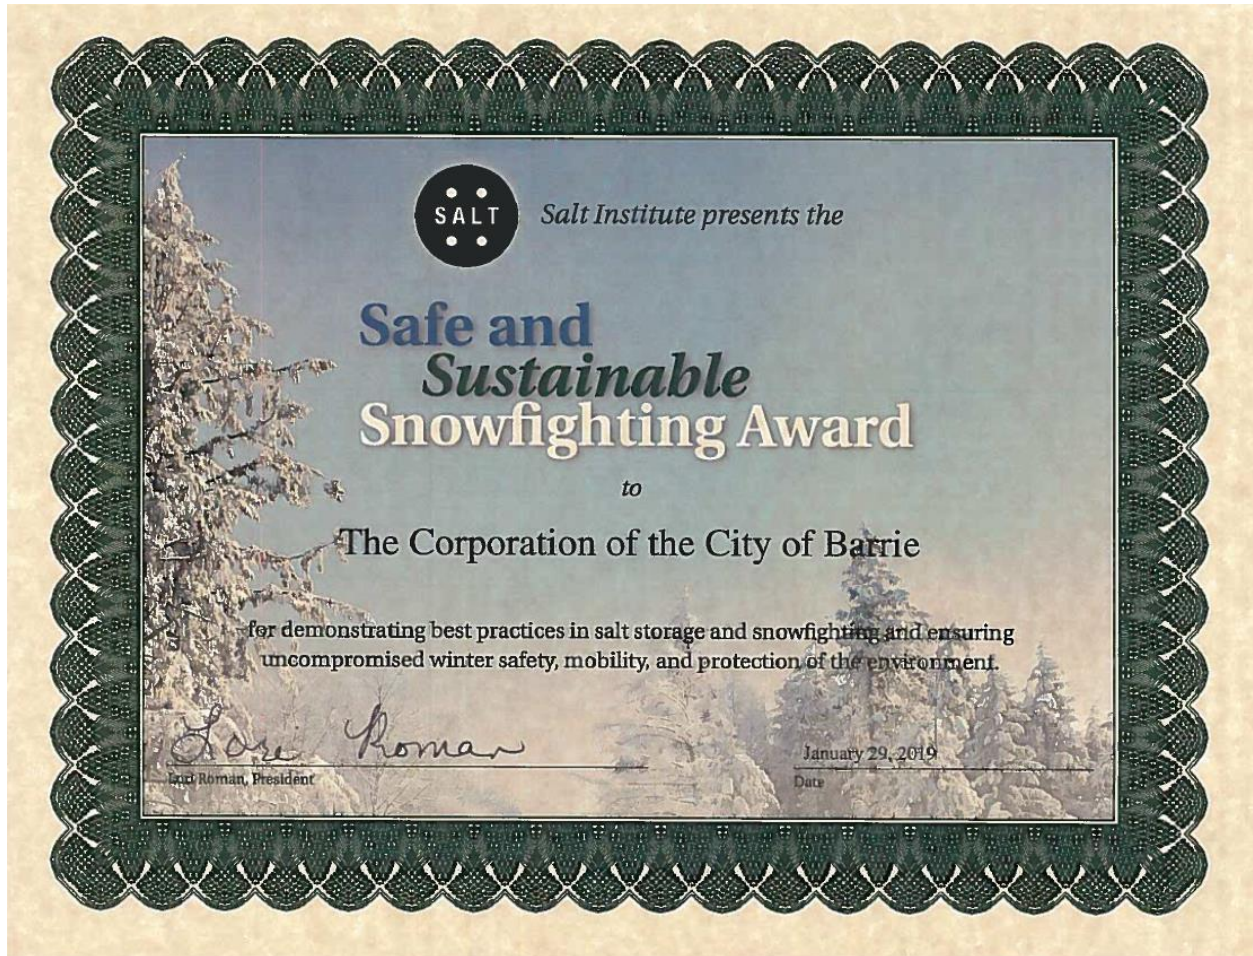 SALT
Salt Institute presents the
Safe and
Sustainable
Snowfighting Award
to
The Corporation of the City of Barrie
for demonstrating best practices in salt storage and snowfighting and ensuring
uncompromised winter safety, mobility, and protection of the environment.
Lori Roman
January 29, 2019
Lori Roman, President
Date